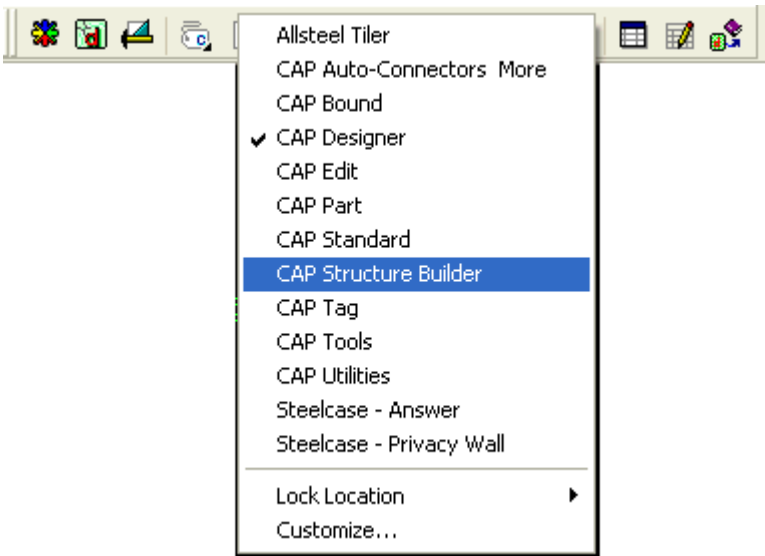 Allsteel Tiler
CAP Auto-Connectors  More
CAP Bound
CAP Designer
CAP Edit
CAP Part
CAP Standard
CAP Structure Builder
CAP Tag
CAP Tools
CAP Utilities
Steelcase - Answer
Steelcase - Privacy Wall
Lock Location
Customize...